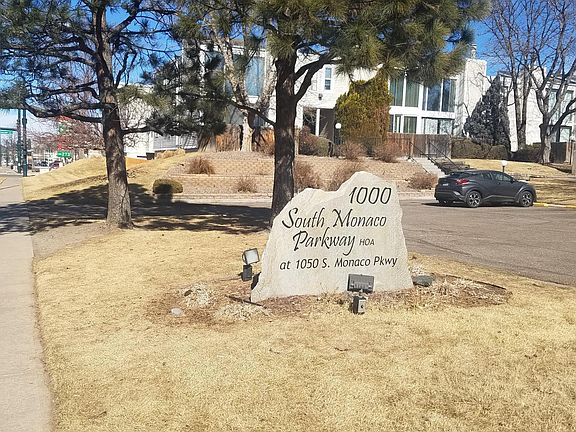 1000
South Monaco
Parkway HOA
at 1050 S. Monaco Pkwy